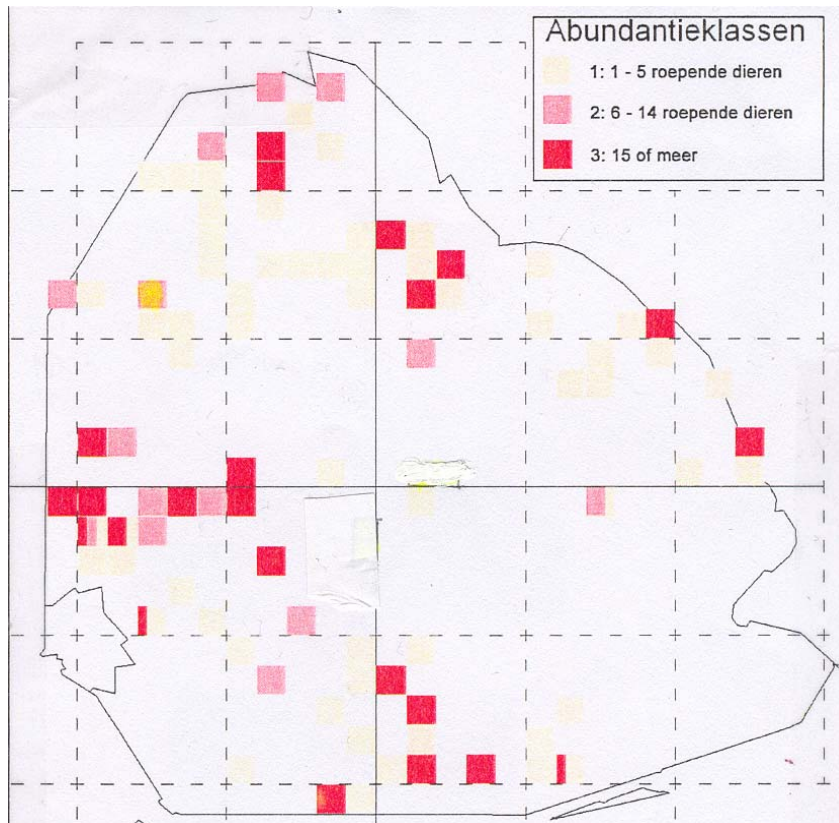 Abundantieklassen
1: 1 - 5 roepende dieren
2: 6 - 14 roepende dieren
3: 15 of meer